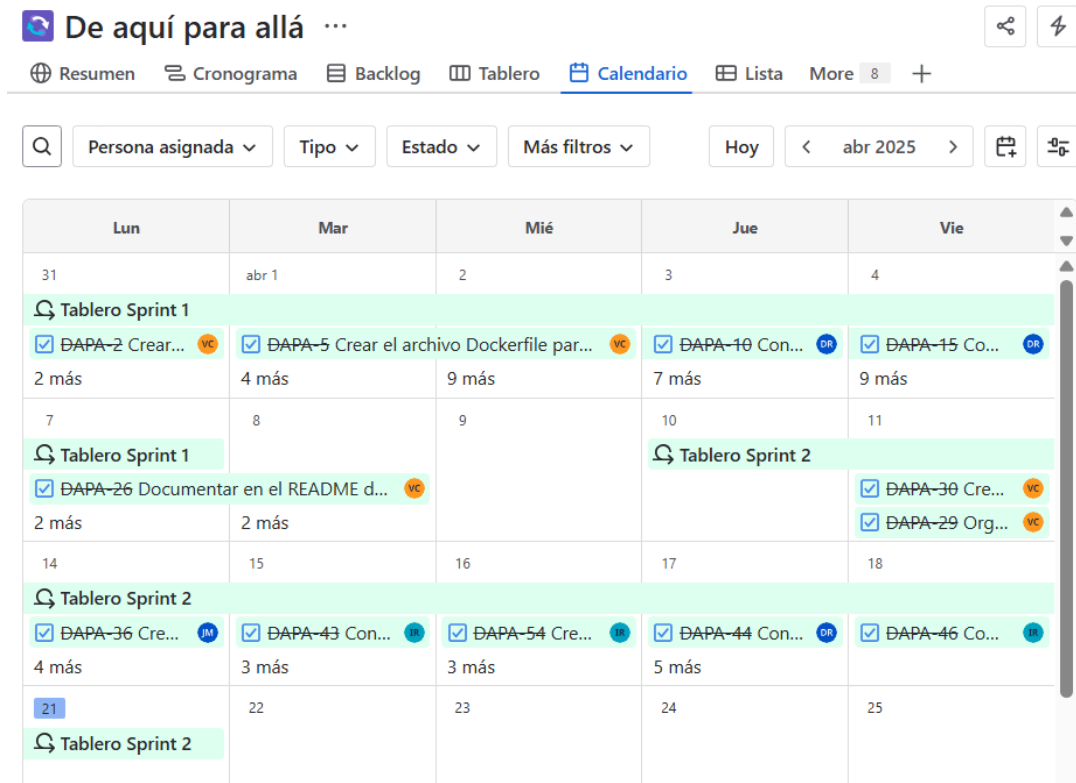 De aquí para allá ...
Resumen Cronograma Backlog Tablero Calendario Lista More 8
Persona asignada Tipo Estado Más filtros Hoy abr 2025
Lun Mar Mié Jue Vie
31 abr 1 2 3 4
Tablero Sprint 1
DAPA-2 Crear... VC DAPA-5 Crear el archivo Dockerfile par... VC DAPA-10 Con... DR DAPA-15 Co... DR
2 más 4 más 9 más 7 más 9 más
7 8 9 10 11
Tablero Sprint 1 Tablero Sprint 2
DAPA-26 Documentar en el README d... VC DAPA-30 Cre... VC
2 más 2 más DAPA-29 Org... VC
14 15 16 17 18
Tablero Sprint 2
DAPA-36 Cre... JM DAPA-43 Con... IR DAPA-54 Cre... IR DAPA-44 Con... DR DAPA-46 Co... IR
4 más 3 más 3 más 5 más
21 22 23 24 25
Tablero Sprint 2